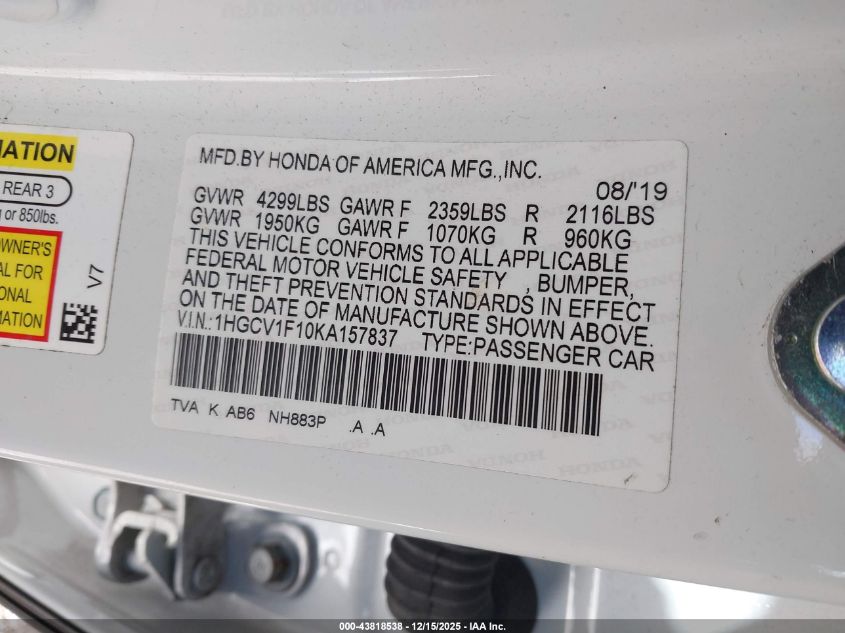 MATION
REAR 3
or 850lbs.
OWNER'S
AL FOR
ONAL
MATION
V7
MFD.BY HONDA OF AMERICA MFG.,INC.
08/'19
GVWR 4299LBS GAWR F 2359LBS R 2116LBS
GVWR 1950KG GAWR F 1070KG R 960KG
THIS VEHICLE CONFORMS TO ALL APPLICABLE
FEDERAL MOTOR VEHICLE SAFETY , BUMPER,
AND THEFT PREVENTION STANDARDS IN EFFECT
ON THE DATE OF MANUFACTURE SHOWN ABOVE.
V.I.N.:1HGCV1F10KA157837 TYPE:PASSENGER CAR
TVA K AB6 NH883P .A .A
000-43818538 - 12/15/2025 - IAA Inc.